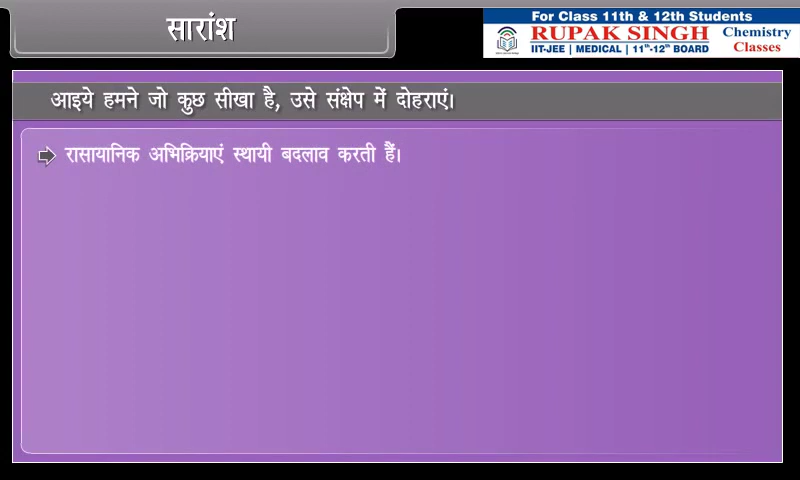 सारांश
For Class 11th & 12th Students
RUPAK SINGH
IIT-JEE | MEDICAL | 11th-12th BOARD
Chemistry
Classes
आइये हमने जो कुछ सीखा है, उसे संक्षेप में दोहराएं।
रासायानिक अभिक्रियाएं स्थायी बदलाव करती हैं।